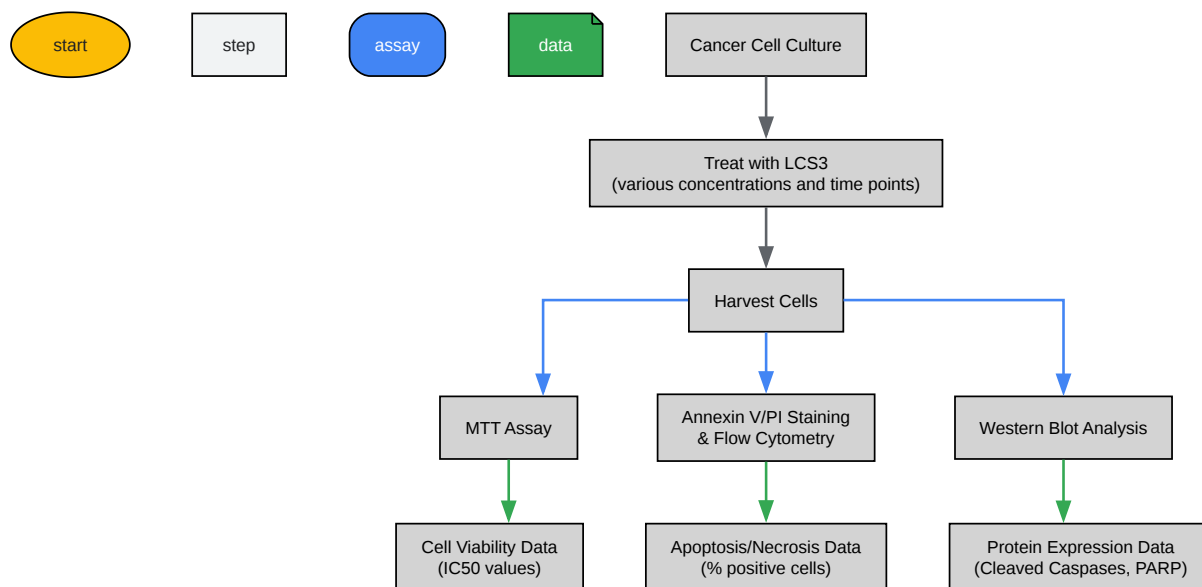 start
step
assay
data
Cancer Cell Culture
Treat with LCS3
(various concentrations and time points)
Harvest Cells
MTT Assay
Annexin V/PI Staining
& Flow Cytometry
Western Blot Analysis
Cell Viability Data
(IC50 values)
Apoptosis/Necrosis Data
(% positive cells)
Protein Expression Data
(Cleaved Caspases, PARP)